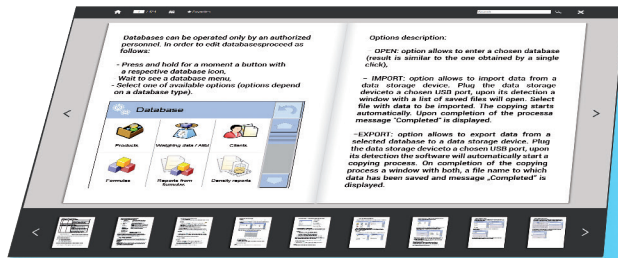 Databases can be operated only by an authorized
personnel. In order to edit databasesproceed as
follows:
- Press and hold for a moment a button with
a respective database icon,
Wait to see a database menu,
- Select one of available options (options depend
on a database type).
Database
Products
Weighing data / Alibi
Clients
Formulas
Reports from formulas
Density reports
Options description:
OPEN: option allows to enter a chosen database
(result is similar to the one obtained by a single
click),
– IMPORT: option allows to import data from a
data storage device. Plug the data storage
deviceto a chosen USB port, upon its detection a
window with a list of saved files will open. Select
file with data to be imported. The copying starts
automatically. Upon completion of the processa
message "Completed" is displayed.
–EXPORT: option allows to export data from a
selected database to a data storage device. Plug
the data storage deviceto a chosen USB port, upon
its detection the software will automatically start a
copying process. On completion of the copying
process a window with both, a file name to which
data has been saved and message „Completed" is
displayed.